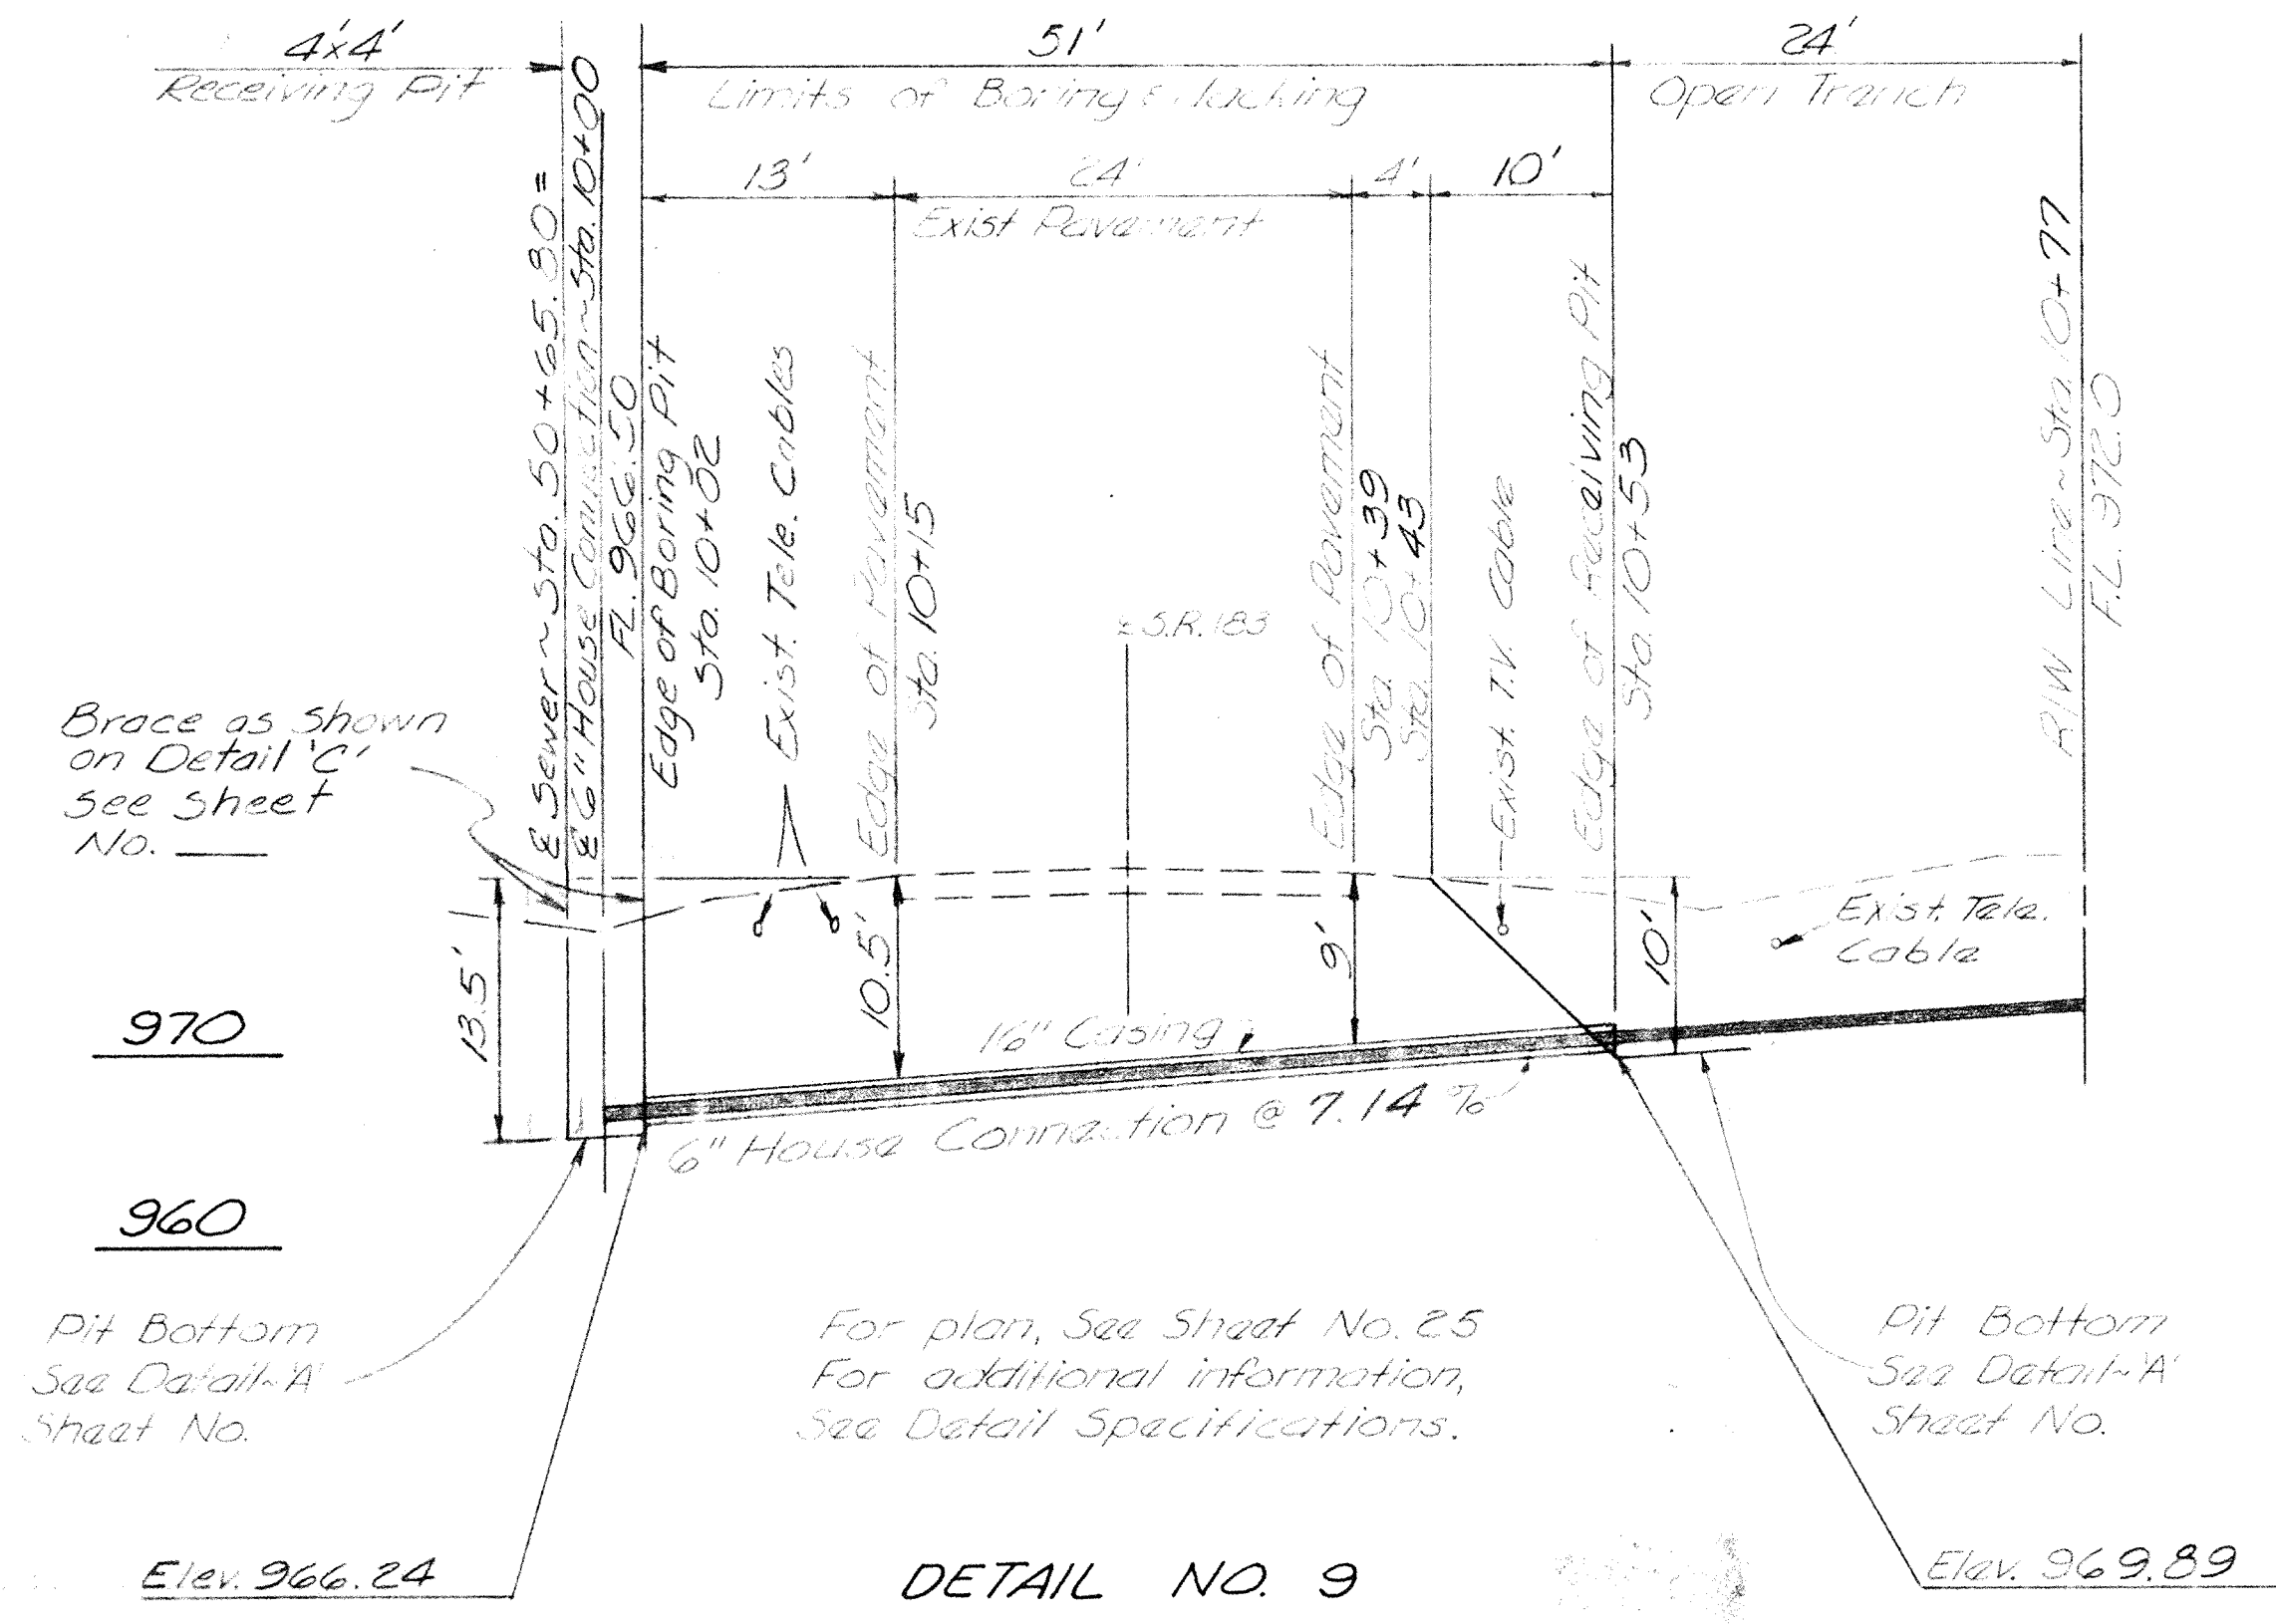 4'x4'
Receiving Pit
51'
Limits of Boring & Jacking
24'
Open Trench
13'
24'
Exist Pavement
4'
10'
℄ Sewer ~ Sta. 50+65.80 =
℄ 6" House Connection ~ Sta. 10+00
FL. 966.50
Edge of Boring Pit
Sta. 10+02
Exist. Tele. Cables
Edge of Pavement
Sta. 10+15
℄ S.R. 183
Edge of Pavement
Sta. 10+39
Sta. 10+43
Exist. T.V. Cable
Edge of Receiving Pit
Sta. 10+53
R/W Line ~ Sta. 10+77
F.L. 972.0
Brace as shown
on Detail 'C'
see sheet
No.
13.5'
10.5'
9'
10'
Exist. Tele.
Cable
970
16" Casing
6" House Connection @ 7.14 %
960
Pit Bottom
See Detail ~ 'A'
Sheet No.
For plan, See Sheet No. 25
For additional information,
See Detail Specifications.
Pit Bottom
See Detail ~ 'A'
Sheet No.
Elev. 966.24
DETAIL NO. 9
Elev. 969.89